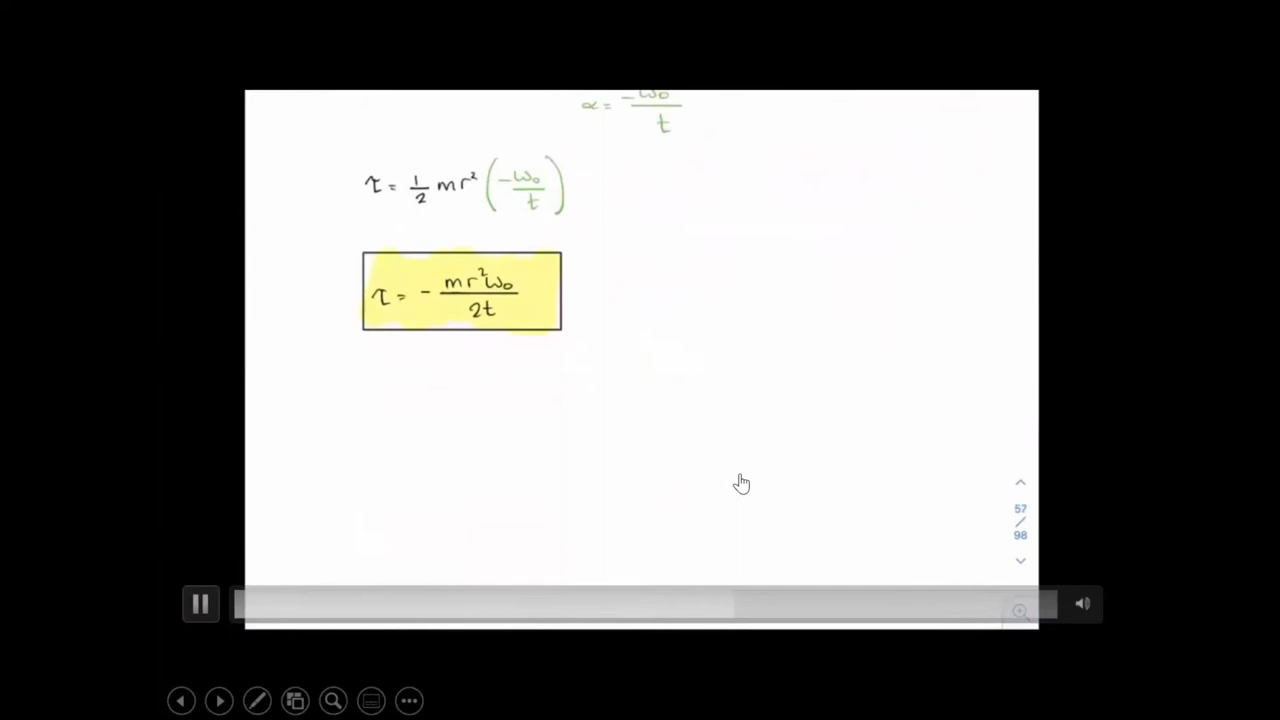 α = -ω₀/t
τ = 1/2 mr² (-ω₀/t)
τ = - mr²ω₀/2t
57
/
98